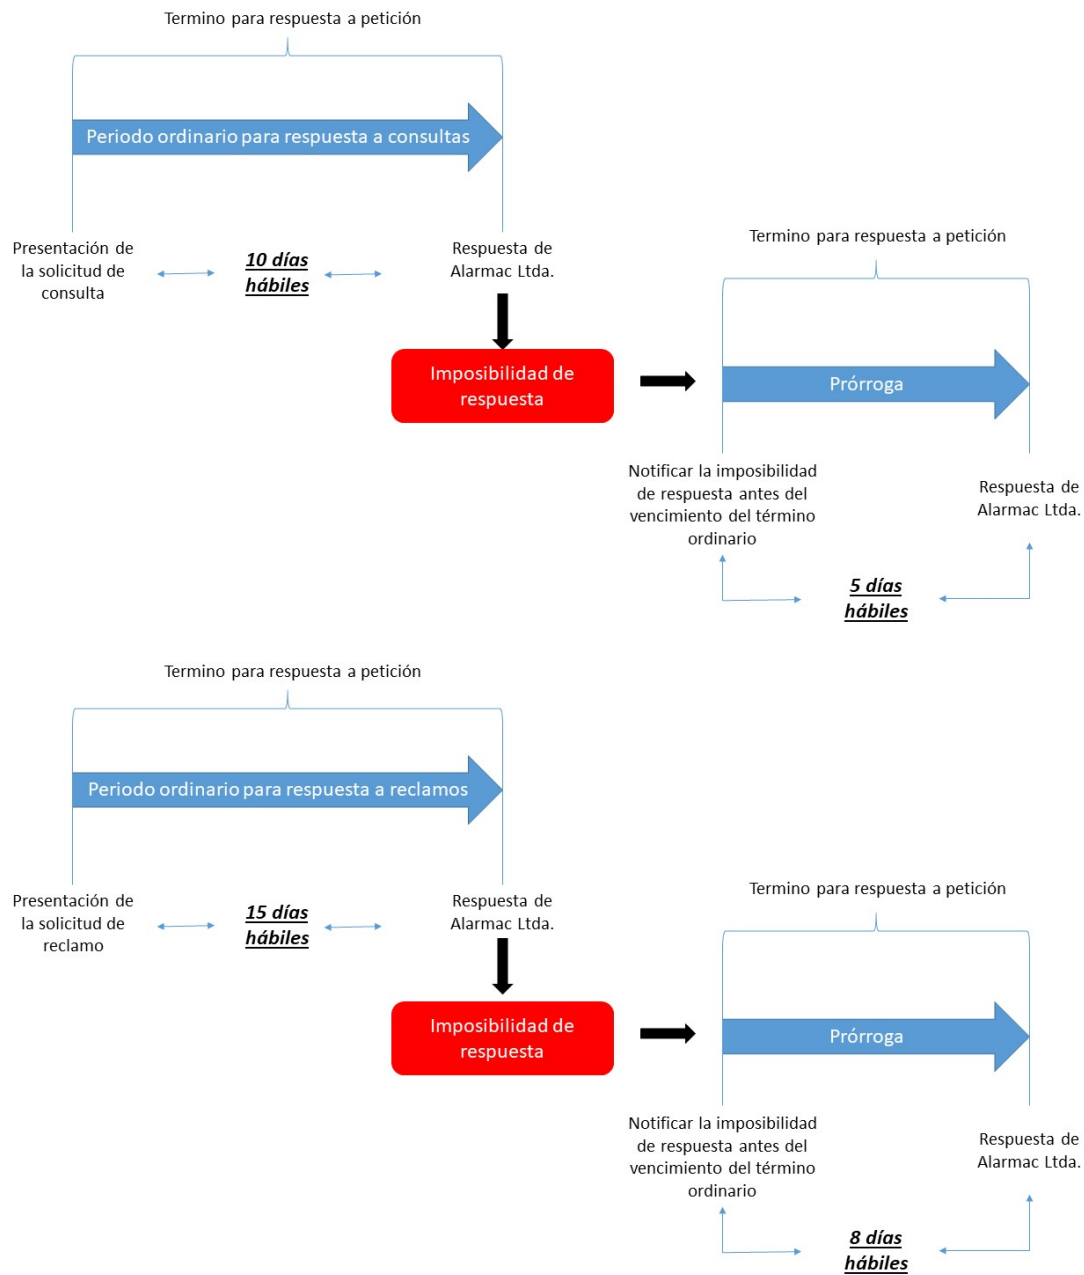 Termino para respuesta a petición
Periodo ordinario para respuesta a consultas
Presentación de
la solicitud de
consulta
10 días
hábiles
Respuesta de
Alarmac Ltda.
Imposibilidad de
respuesta
Termino para respuesta a petición
Prórroga
Notificar la imposibilidad
de respuesta antes del
vencimiento del término
ordinario
Respuesta de
Alarmac Ltda.
5 días
hábiles
Termino para respuesta a petición
Periodo ordinario para respuesta a reclamos
Presentación de
la solicitud de
reclamo
15 días
hábiles
Respuesta de
Alarmac Ltda.
Imposibilidad de
respuesta
Termino para respuesta a petición
Prórroga
Notificar la imposibilidad
de respuesta antes del
vencimiento del término
ordinario
Respuesta de
Alarmac Ltda.
8 días
hábiles